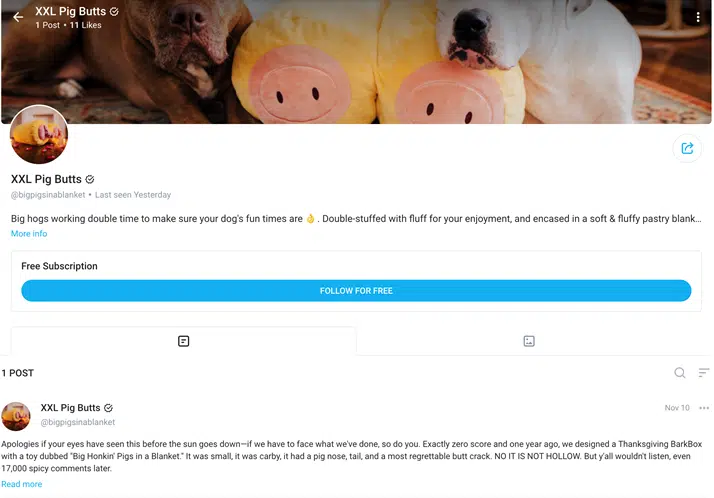 XXL Pig Butts
1 Post • 11 Likes
XXL Pig Butts
@bigpigsinablanket • Last seen Yesterday
Big hogs working double time to make sure your dog's fun times are 👌. Double-stuffed with fluff for your enjoyment, and encased in a soft & fluffy pastry blank...
More info
Free Subscription
FOLLOW FOR FREE
1 POST
XXL Pig Butts
Nov 10
@bigpigsinablanket
Apologies if your eyes have seen this before the sun goes down—if we have to face what we've done, so do you. Exactly zero score and one year ago, we designed a Thanksgiving BarkBox
with a toy dubbed "Big Honkin' Pigs in a Blanket." It was small, it was carby, it had a pig nose, tail, and a most regrettable butt crack. NO IT IS NOT HOLLOW. But y'all wouldn't listen, even
17,000 spicy comments later.
Read more